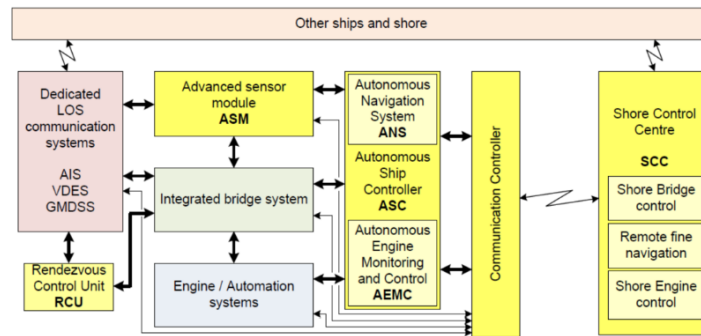 Other ships and shore
Dedicated
LOS
communication
systems
AIS
VDES
GMDSS
Rendezvous
Control Unit
RCU
Advanced sensor
module
ASM
Integrated bridge system
Engine / Automation
systems
Autonomous
Navigation
System
ANS
Autonomous
Ship
Controller
ASC
Autonomous
Engine
Monitoring
and Control
AEMC
Communication Controller
Shore Control
Centre
SCC
Shore Bridge
control
Remote fine
navigation
Shore Engine
control